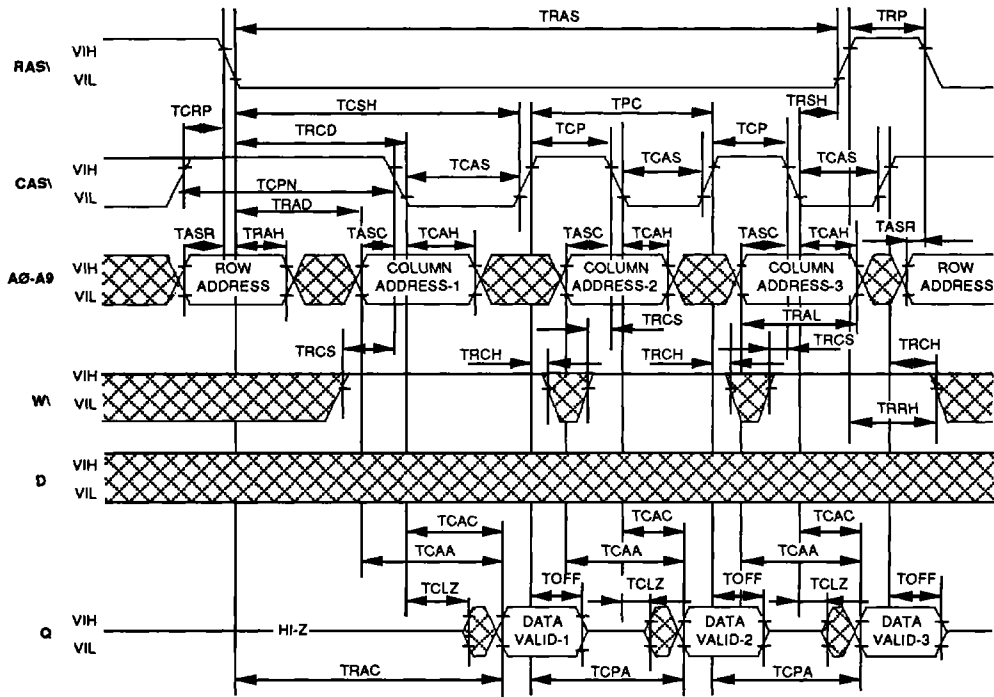 TRAS
TRP
RAS\
VIH
VIL
TCRP
TCSH
TPC
TRSH
TRCD
TCP
TCP
CAS\
VIH
VIL
TCAS
TCAS
TCAS
TCPN
TRAD
TASR
TRAH
TASC
TCAH
TASC
TCAH
TASC
TCAH
TASR
AØ-A9
VIH
VIL
ROW
ADDRESS
COLUMN
ADDRESS-1
COLUMN
ADDRESS-2
COLUMN
ADDRESS-3
ROW
ADDRESS
TRAL
TRCS
TRCS
TRCS
TRCH
TRCH
TRCH
W\
VIH
VIL
TRRH
D
VIH
VIL
TCAC
TCAC
TCAC
TCAA
TCAA
TCAA
TCLZ
TOFF
TCLZ
TOFF
TCLZ
TOFF
Q
VIH
VIL
HI-Z
DATA
VALID-1
DATA
VALID-2
DATA
VALID-3
TRAC
TCPA
TCPA